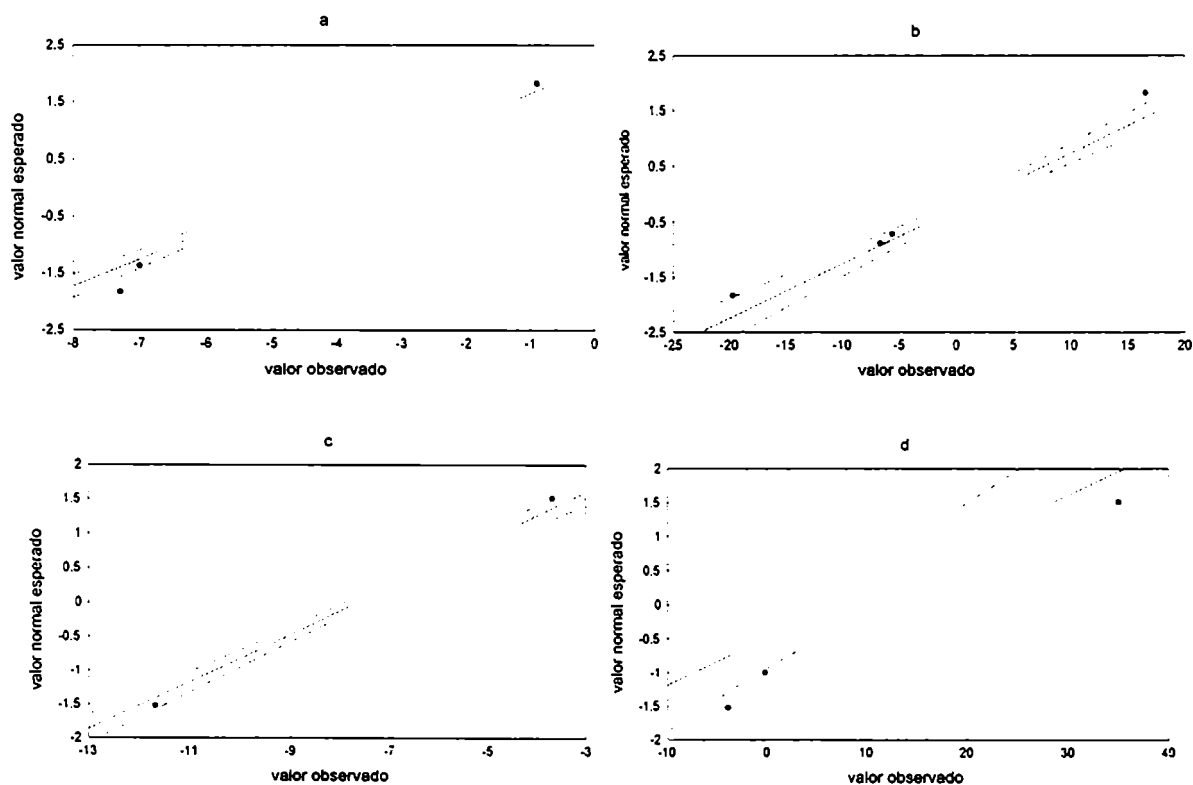 a
2.5
1.5
0.5
-0.5
-1.5
-2.5
-8 -7 -6 -5 -4 -3 -2 -1 0
valor observado
valor normal esperado
b
2.5
1.5
0.5
-0.5
-1.5
-2.5
-25 -20 -15 -10 -5 0 5 10 15 20
valor observado
valor normal esperado
c
2
1.5
1
0.5
0
-0.5
-1
-1.5
-2
-13 -11 -9 -7 -5 -3
valor observado
valor normal esperado
d
2
1.5
1
0.5
0
-0.5
-1
-1.5
-2
-10 0 10 20 30 40
valor observado
valor normal esperado